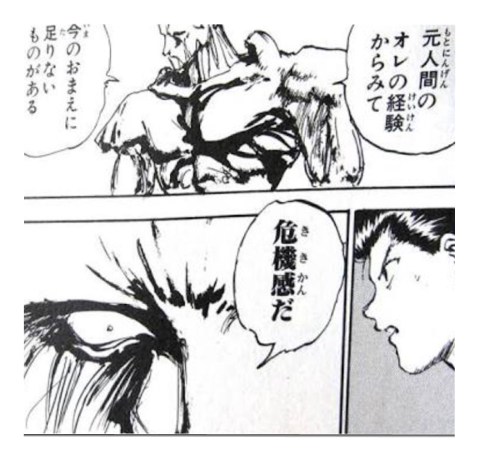 元人間の
オレの経験
からみて
今のおまえに
足りない
ものがある
危機感だ